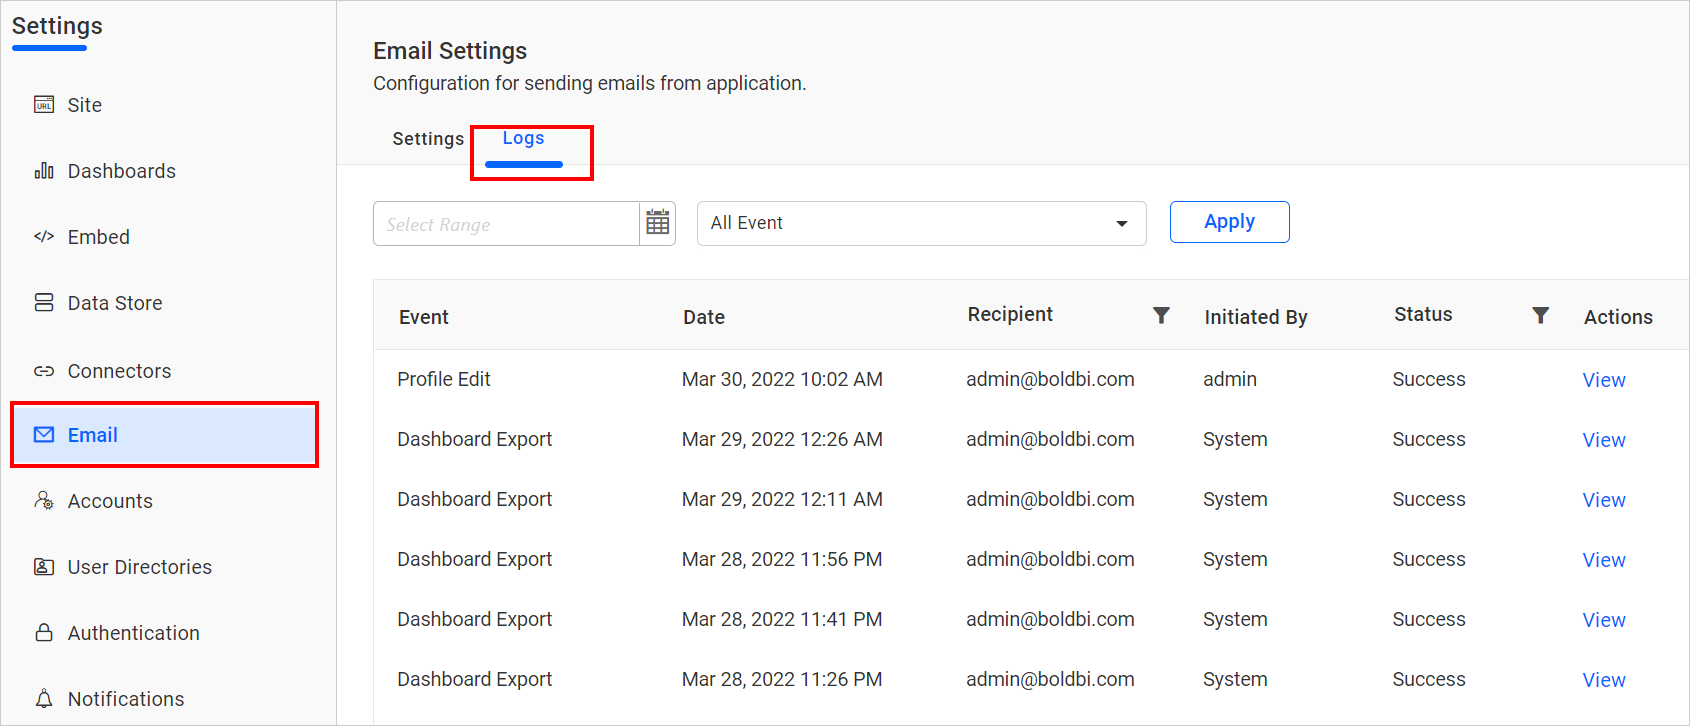 Settings
URL Site
Dashboards
</> Embed
Data Store
Connectors
Email
Accounts
User Directories
Authentication
Notifications
Email Settings
Configuration for sending emails from application.
Settings Logs
Select Range All Event Apply
Event Date Recipient Initiated By Status Actions
Profile Edit Mar 30, 2022 10:02 AM admin@boldbi.com admin Success View
Dashboard Export Mar 29, 2022 12:26 AM admin@boldbi.com System Success View
Dashboard Export Mar 29, 2022 12:11 AM admin@boldbi.com System Success View
Dashboard Export Mar 28, 2022 11:56 PM admin@boldbi.com System Success View
Dashboard Export Mar 28, 2022 11:41 PM admin@boldbi.com System Success View
Dashboard Export Mar 28, 2022 11:26 PM admin@boldbi.com System Success View